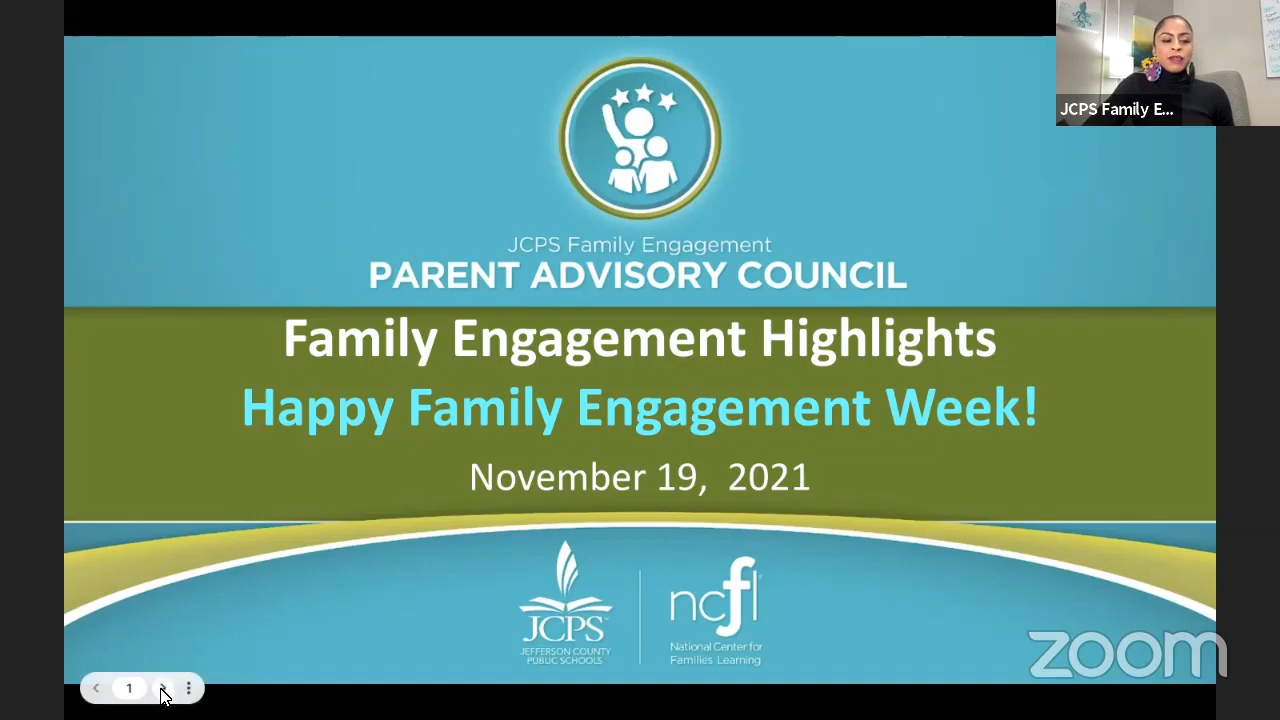 JCPS Family E...
JCPS Family Engagement
PARENT ADVISORY COUNCIL
Family Engagement Highlights
Happy Family Engagement Week!
November 19, 2021
JCPS
JEFFERSON COUNTY
PUBLIC SCHOOLS
ncfl
National Center for
Families Learning
zoom
1